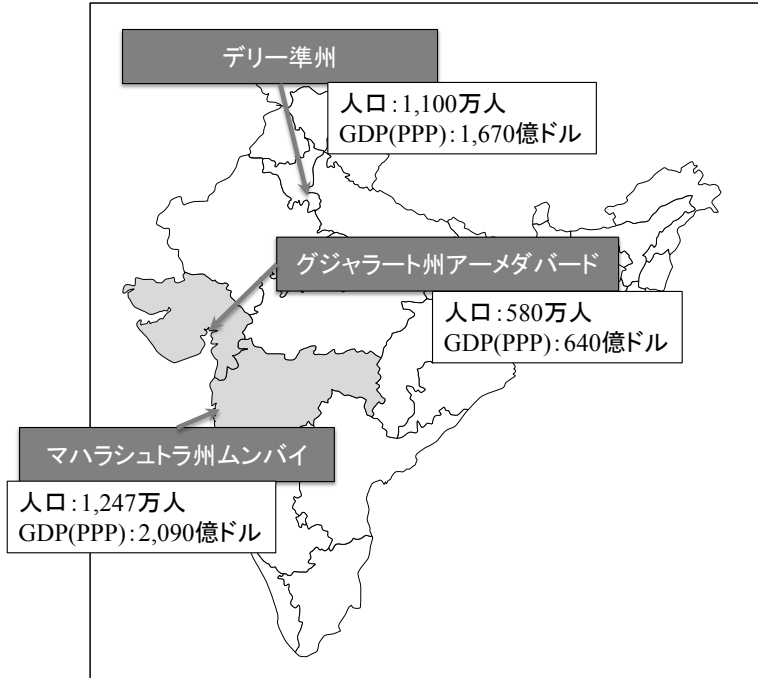 デリー準州
人口：1,100万人
GDP(PPP)：1,670億ドル
グジャラート州アーメダバード
人口：580万人
GDP(PPP)：640億ドル
マハラシュトラ州ムンバイ
人口：1,247万人
GDP(PPP)：2,090億ドル